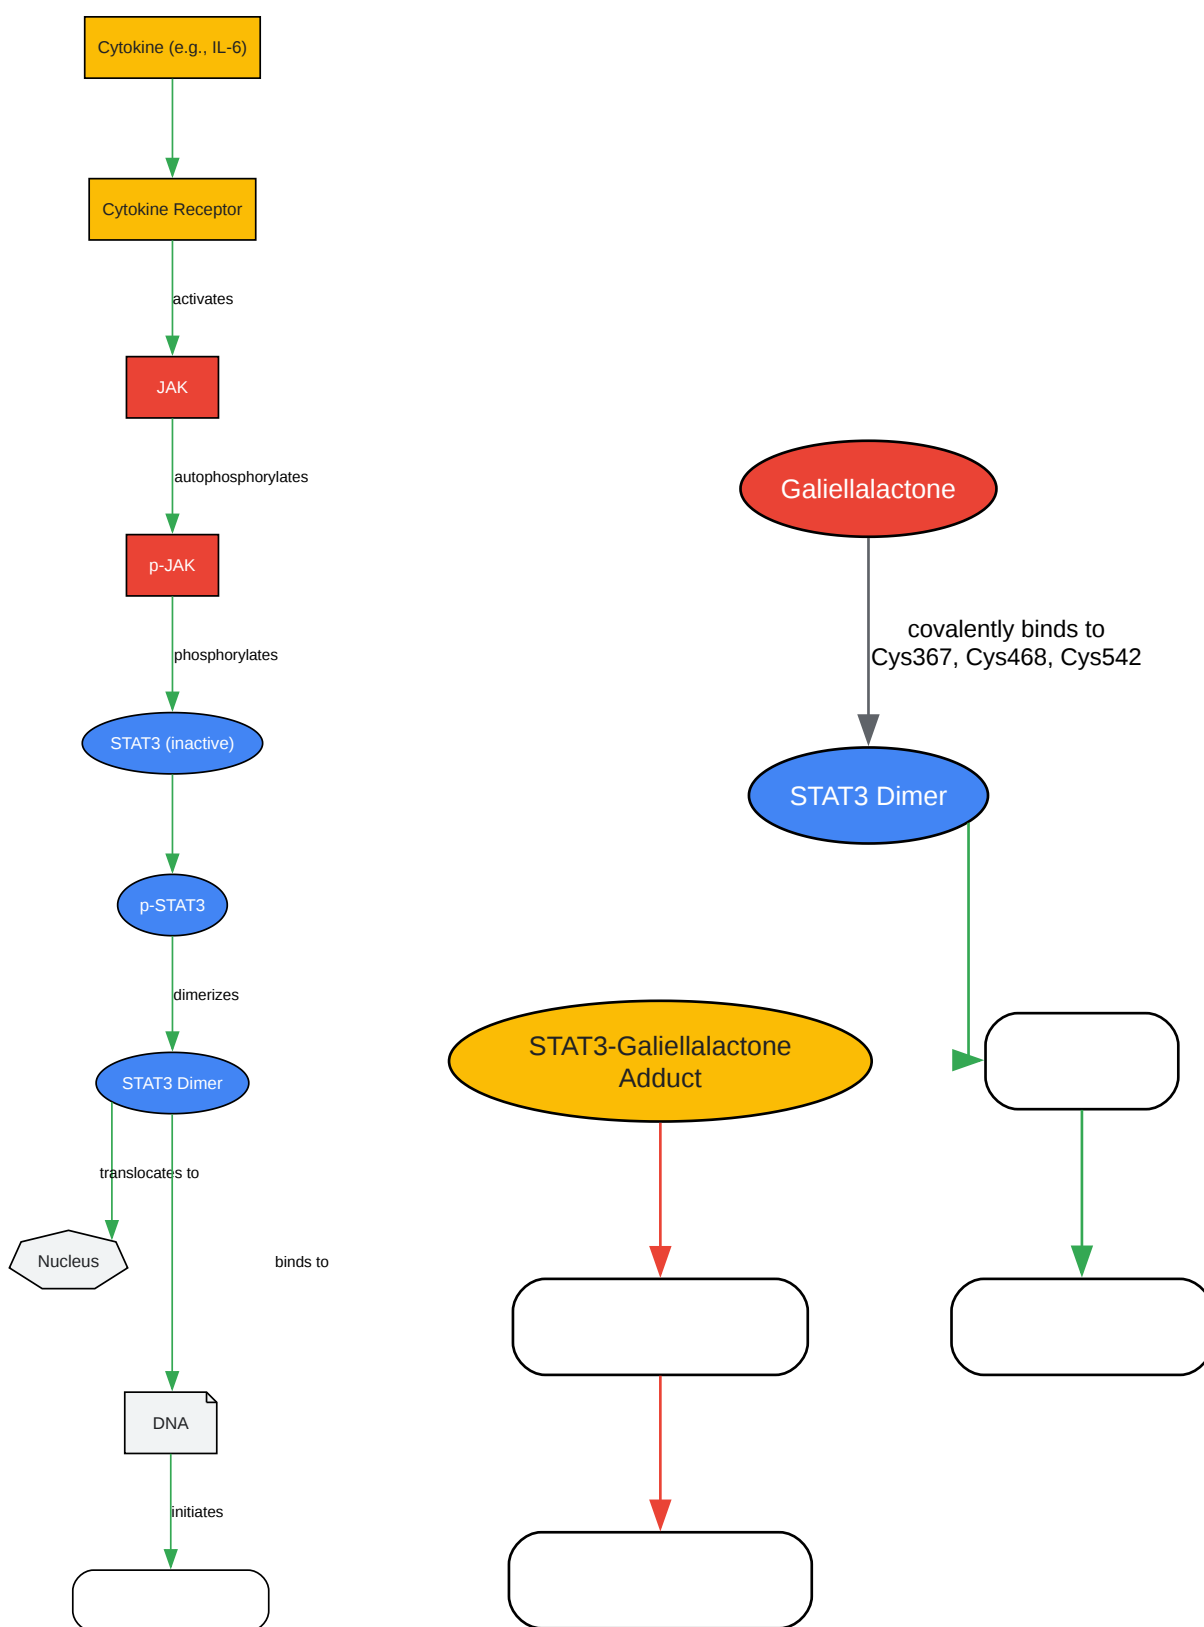 Cytokine (e.g., IL-6)
Cytokine Receptor
activates
JAK
autophosphorylates
p-JAK
phosphorylates
STAT3 (inactive)
p-STAT3
dimerizes
STAT3 Dimer
translocates to
Nucleus
binds to
DNA
initiates
Galiellalactone
covalently binds to
Cys367, Cys468, Cys542
STAT3 Dimer
STAT3-Galiellalactone
Adduct